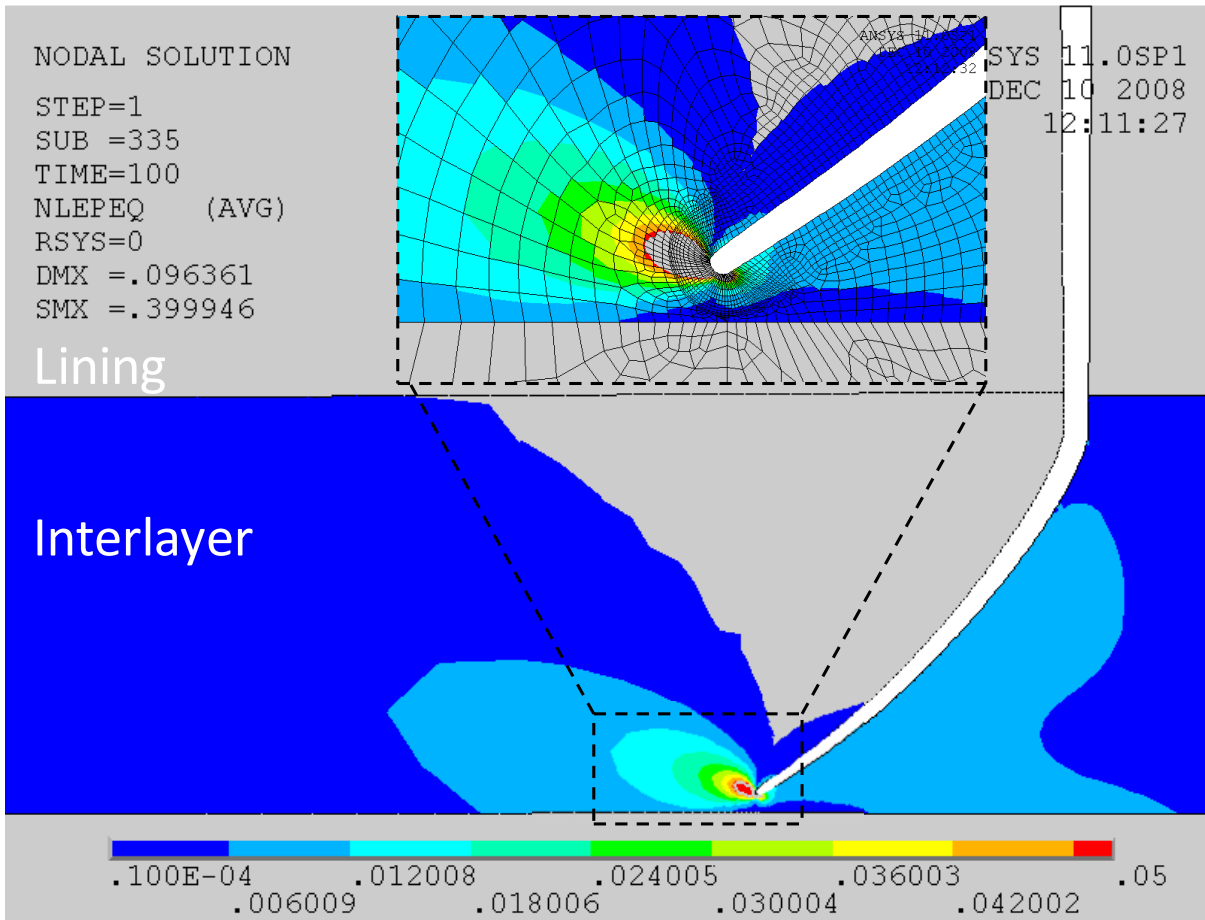 NODAL SOLUTION
STEP=1
SUB =335
TIME=100
NLEPEQ (AVG)
RSYS=0
DMX =.096361
SMX =.399946
SYS 11.0SP1
DEC 10 2008
12:11:27
Lining
Interlayer
.100E-04 .012008 .024005 .036003 .05
.006009 .018006 .030004 .042002